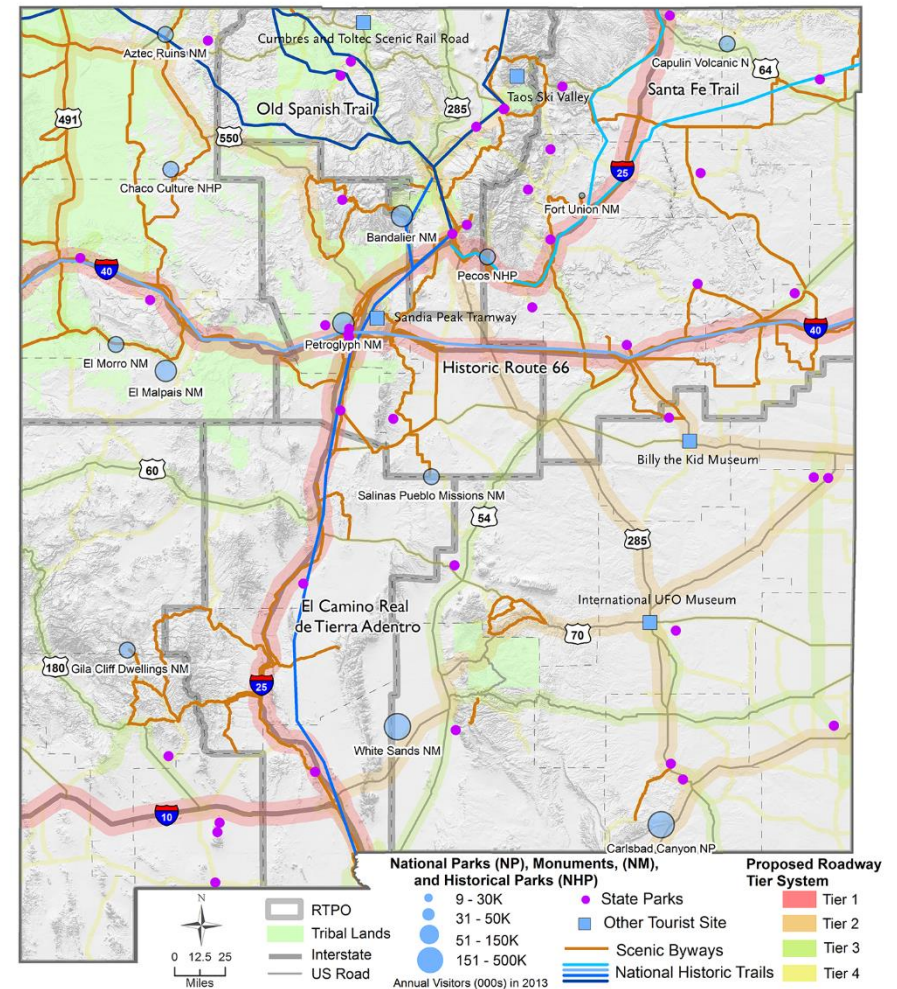 Cumbres and Toltec Scenic Rail Road
Aztec Ruins NM
Capulin Volcanic N
64
Taos Ski Valley
Santa Fe Trail
Old Spanish Trail
285
491
550
25
Chaco Culture NHP
Fort Union NM
Bandalier NM
Pecos NHP
40
Sandia Peak Tramway
40
Petroglyph NM
El Morro NM
Historic Route 66
El Malpais NM
Billy the Kid Museum
60
Salinas Pueblo Missions NM
54
285
International UFO Museum
El Camino Real
de Tierra Adentro
70
180
Gila Cliff Dwellings NM
25
White Sands NM
10
Carlsbad Canyon NP
National Parks (NP), Monuments, (NM),
and Historical Parks (NHP)
9 - 30K
31 - 50K
51 - 150K
151 - 500K
Annual Visitors (000s) in 2013
Proposed Roadway
Tier System
Tier 1
Tier 2
Tier 3
Tier 4
State Parks
Other Tourist Site
Scenic Byways
National Historic Trails
RTPO
Tribal Lands
Interstate
US Road
N
0 12.5 25
Miles